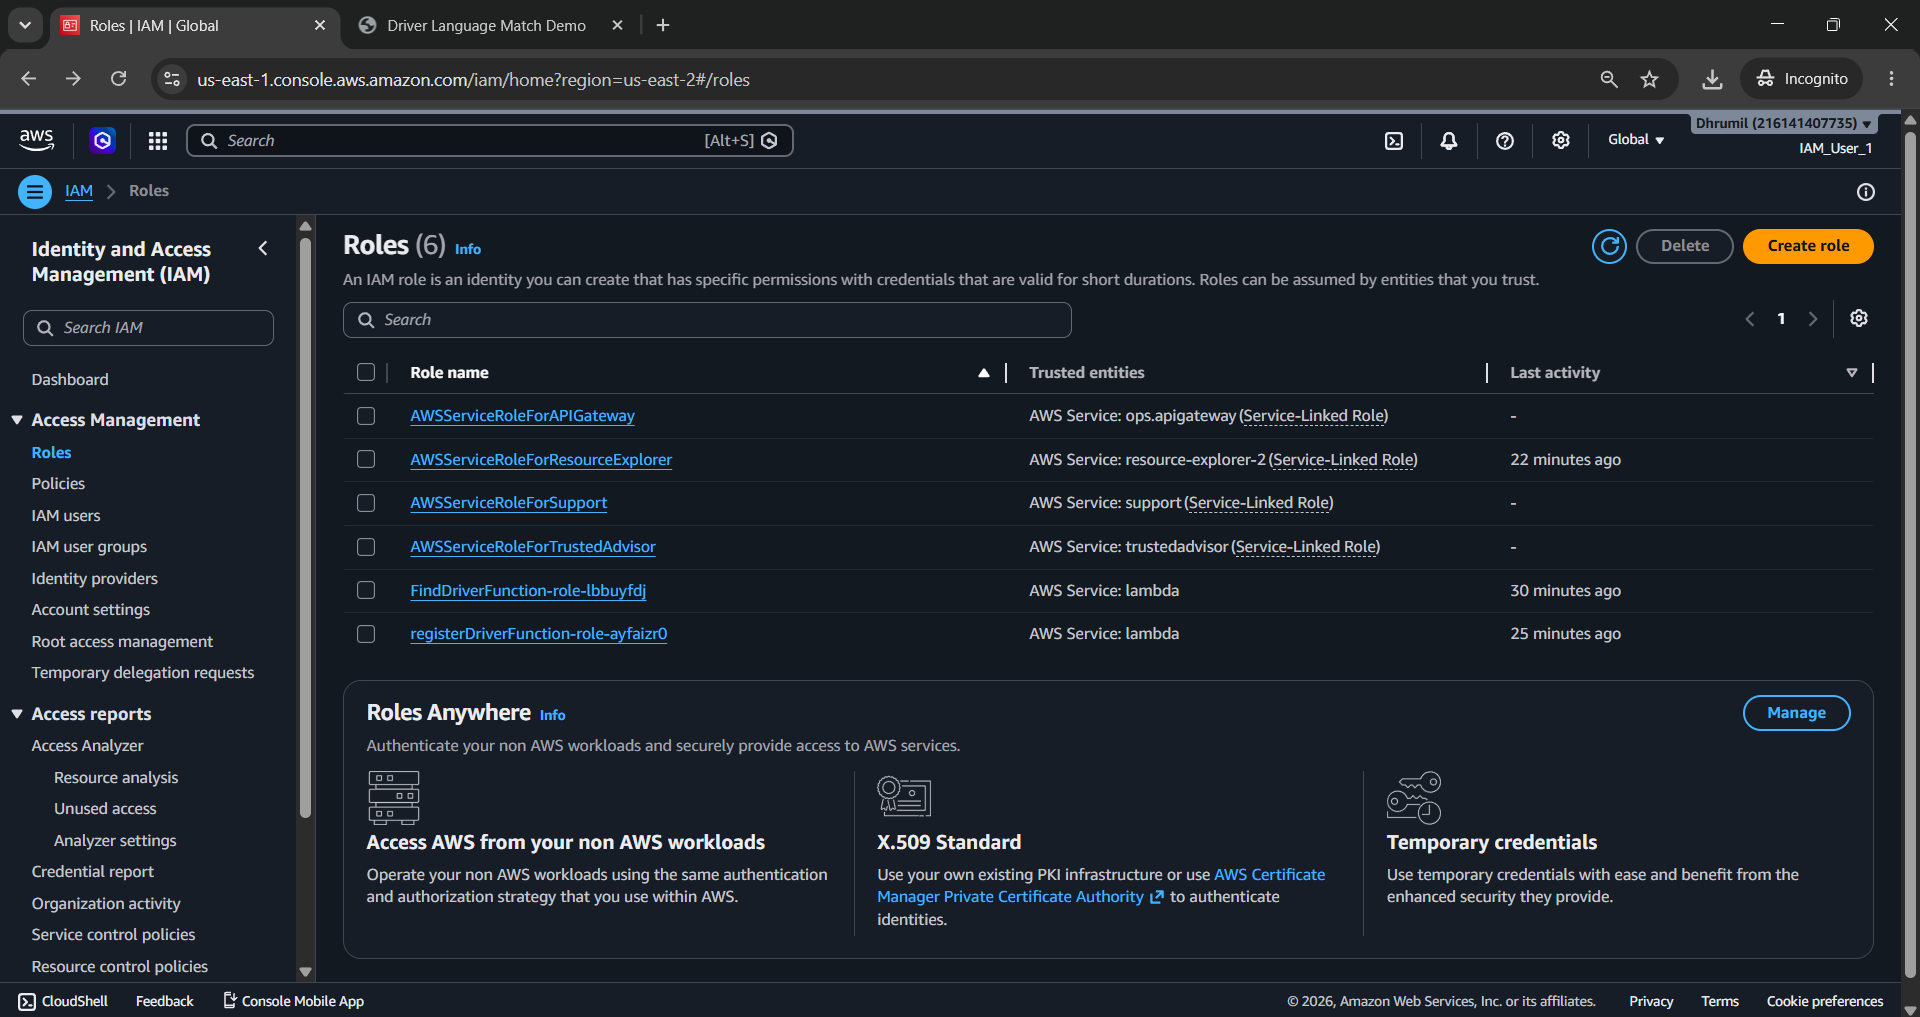 Roles | IAM | Global
Driver Language Match Demo
us-east-1.console.aws.amazon.com/iam/home?region=us-east-2#/roles
Incognito
aws
Search
[Alt+S]
Global
Dhrumil (216141407735)
IAM_User_1
IAM
Roles
Identity and Access
Management (IAM)
Search IAM
Dashboard
Access Management
Roles
Policies
IAM users
IAM user groups
Identity providers
Account settings
Root access management
Temporary delegation requests
Access reports
Access Analyzer
Resource analysis
Unused access
Analyzer settings
Credential report
Organization activity
Service control policies
Resource control policies
Roles (6) Info
Delete
Create role
An IAM role is an identity you can create that has specific permissions with credentials that are valid for short durations. Roles can be assumed by entities that you trust.
Search
1
Role name Trusted entities Last activity
AWSServiceRoleForAPIGateway AWS Service: ops.apigateway (Service-Linked Role) -
AWSServiceRoleForResourceExplorer AWS Service: resource-explorer-2 (Service-Linked Role) 22 minutes ago
AWSServiceRoleForSupport AWS Service: support (Service-Linked Role) -
AWSServiceRoleForTrustedAdvisor AWS Service: trustedadvisor (Service-Linked Role) -
FindDriverFunction-role-lbbuyfdj AWS Service: lambda 30 minutes ago
registerDriverFunction-role-ayfaizr0 AWS Service: lambda 25 minutes ago
Roles Anywhere Info
Manage
Authenticate your non AWS workloads and securely provide access to AWS services.
Access AWS from your non AWS workloads
Operate your non AWS workloads using the same authentication
and authorization strategy that you use within AWS.
X.509 Standard
Use your own existing PKI infrastructure or use AWS Certificate
Manager Private Certificate Authority to authenticate
identities.
Temporary credentials
Use temporary credentials with ease and benefit from the
enhanced security they provide.
CloudShell
Feedback
Console Mobile App
© 2026, Amazon Web Services, Inc. or its affiliates.
Privacy
Terms
Cookie preferences